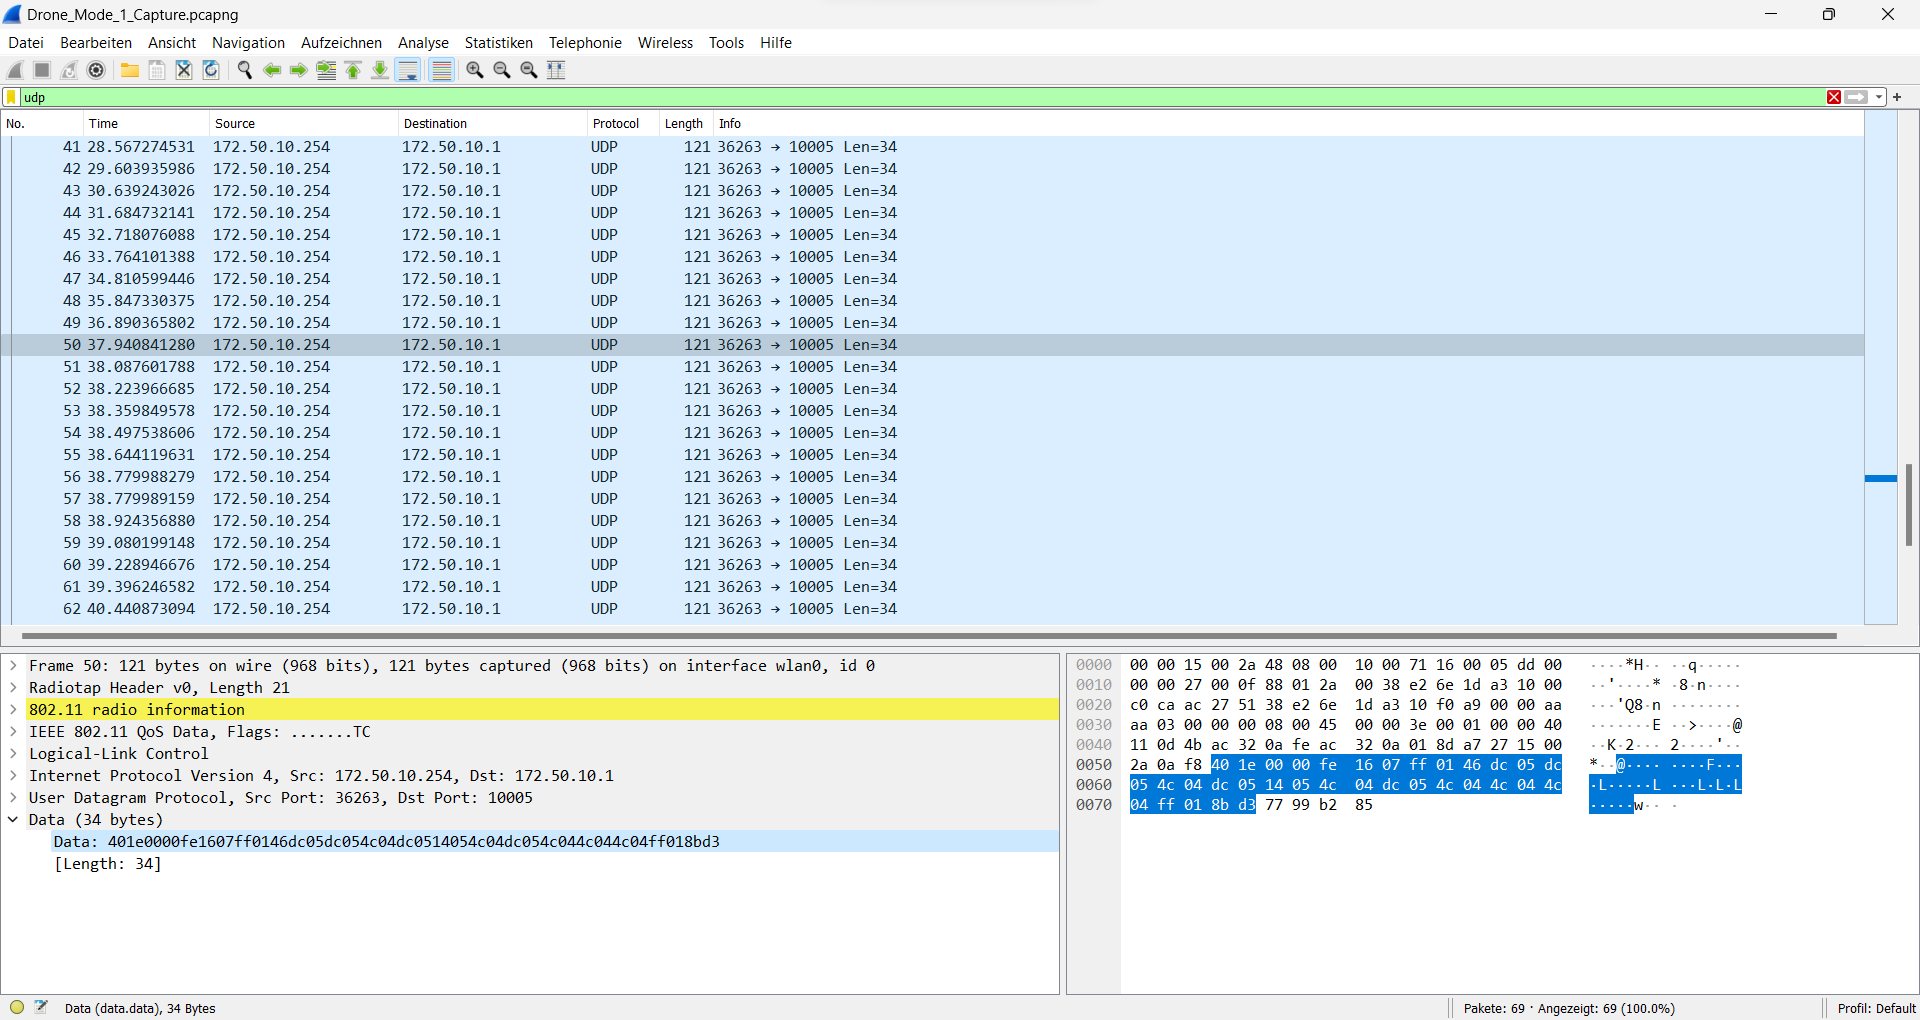 Drone_Mode_1_Capture.pcapng
Datei Bearbeiten Ansicht Navigation Aufzeichnen Analyse Statistiken Telephonie Wireless Tools Hilfe
udp
No. Time Source Destination Protocol Length Info
41 28.567274531 172.50.10.254 172.50.10.1 UDP 121 36263 → 10005 Len=34
42 29.603935986 172.50.10.254 172.50.10.1 UDP 121 36263 → 10005 Len=34
43 30.639243026 172.50.10.254 172.50.10.1 UDP 121 36263 → 10005 Len=34
44 31.684732141 172.50.10.254 172.50.10.1 UDP 121 36263 → 10005 Len=34
45 32.718076088 172.50.10.254 172.50.10.1 UDP 121 36263 → 10005 Len=34
46 33.764101388 172.50.10.254 172.50.10.1 UDP 121 36263 → 10005 Len=34
47 34.810599446 172.50.10.254 172.50.10.1 UDP 121 36263 → 10005 Len=34
48 35.847330375 172.50.10.254 172.50.10.1 UDP 121 36263 → 10005 Len=34
49 36.890365802 172.50.10.254 172.50.10.1 UDP 121 36263 → 10005 Len=34
50 37.940841280 172.50.10.254 172.50.10.1 UDP 121 36263 → 10005 Len=34
51 38.087601788 172.50.10.254 172.50.10.1 UDP 121 36263 → 10005 Len=34
52 38.223966685 172.50.10.254 172.50.10.1 UDP 121 36263 → 10005 Len=34
53 38.359849578 172.50.10.254 172.50.10.1 UDP 121 36263 → 10005 Len=34
54 38.497538606 172.50.10.254 172.50.10.1 UDP 121 36263 → 10005 Len=34
55 38.644119631 172.50.10.254 172.50.10.1 UDP 121 36263 → 10005 Len=34
56 38.779988279 172.50.10.254 172.50.10.1 UDP 121 36263 → 10005 Len=34
57 38.779989159 172.50.10.254 172.50.10.1 UDP 121 36263 → 10005 Len=34
58 38.924356880 172.50.10.254 172.50.10.1 UDP 121 36263 → 10005 Len=34
59 39.080199148 172.50.10.254 172.50.10.1 UDP 121 36263 → 10005 Len=34
60 39.228946676 172.50.10.254 172.50.10.1 UDP 121 36263 → 10005 Len=34
61 39.396246582 172.50.10.254 172.50.10.1 UDP 121 36263 → 10005 Len=34
62 40.440873094 172.50.10.254 172.50.10.1 UDP 121 36263 → 10005 Len=34
Frame 50: 121 bytes on wire (968 bits), 121 bytes captured (968 bits) on interface wlan0, id 0
Radiotap Header v0, Length 21
802.11 radio information
IEEE 802.11 QoS Data, Flags: .......TC
Logical-Link Control
Internet Protocol Version 4, Src: 172.50.10.254, Dst: 172.50.10.1
User Datagram Protocol, Src Port: 36263, Dst Port: 10005
Data (34 bytes)
Data: 401e0000fe1607ff0146dc05dc054c04dc0514054c04dc054c044c044c04ff018bd3
[Length: 34]
0000 00 00 15 00 2a 48 08 00 10 00 71 16 00 05 dd 00 ····*H·· ··q·····
0010 00 00 27 00 0f 88 01 2a 00 38 e2 6e 1d a3 10 00 ··'····* ·8·n····
0020 c0 ca ac 27 51 38 e2 6e 1d a3 10 f0 a9 00 00 aa ···'Q8·n ········
0030 aa 03 00 00 00 08 00 45 00 00 3e 00 01 00 00 40 ·······E ··>····@
0040 11 0d 4b ac 32 0a fe ac 32 0a 01 8d a7 27 15 00 ··K·2··· 2····'··
0050 2a 0a f8 40 1e 00 00 fe 16 07 ff 01 46 dc 05 dc *··@···· ····F···
0060 05 4c 04 dc 05 14 05 4c 04 dc 05 4c 04 4c 04 4c ·L·····L ···L·L·L
0070 04 ff 01 8b d3 77 99 b2 85 ·····w·· ·
Data (data.data), 34 Bytes
Pakete: 69 · Angezeigt: 69 (100.0%)
Profil: Default